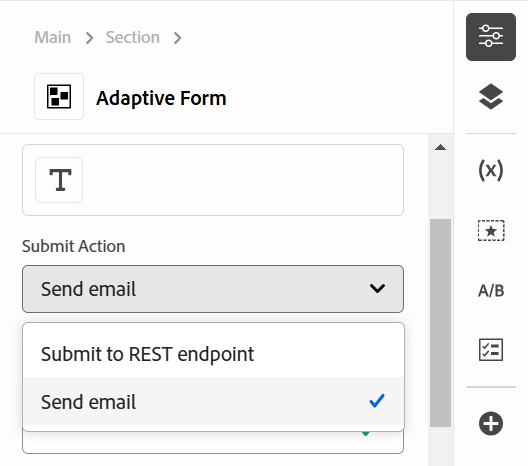 Main > Section >
Adaptive Form
T
Submit Action
Send email
Submit to REST endpoint
Send email
(x)
A/B